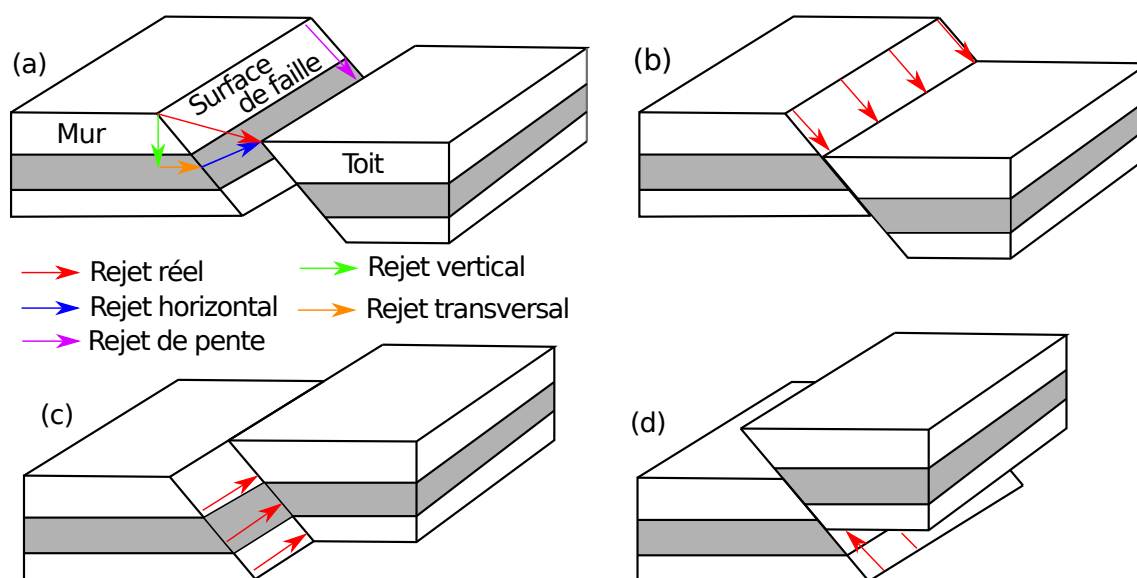 (a)
Surface
de faille
Mur
Toit
(b)
Rejet réel
Rejet vertical
Rejet horizontal
Rejet transversal
Rejet de pente
(c)
(d)